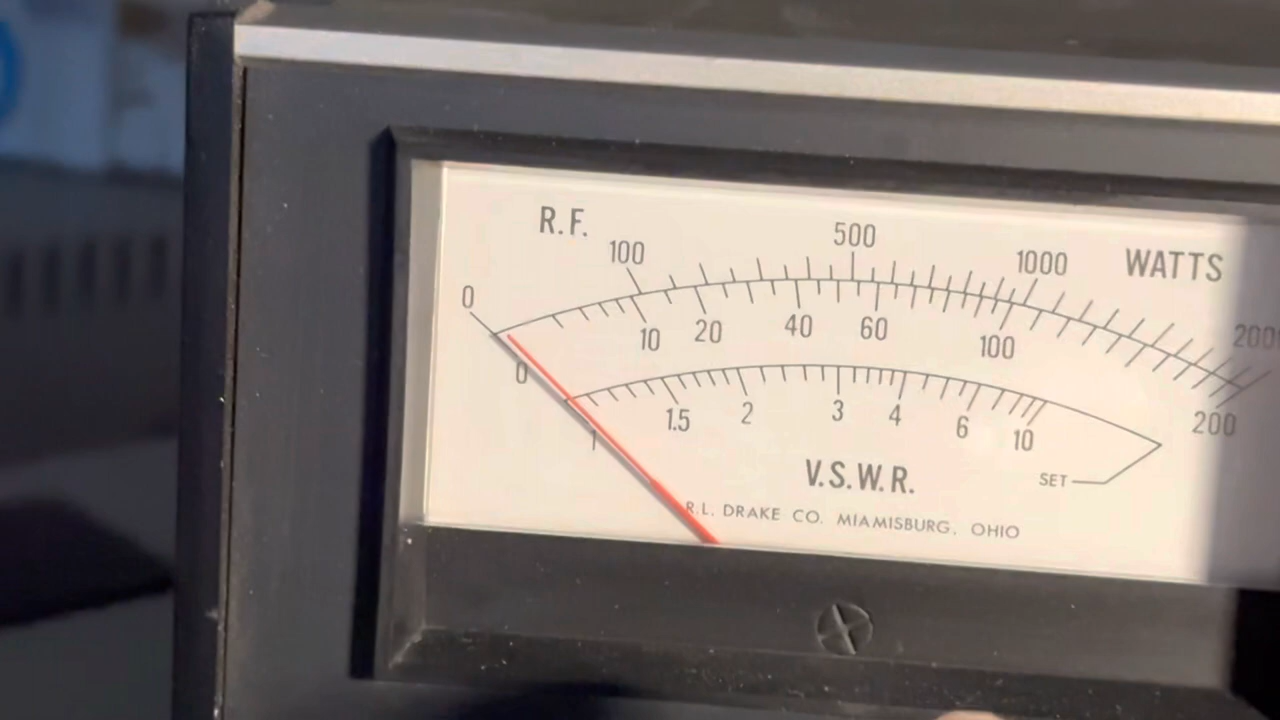 R.F.
WATTS
0 100 500 1000 200
0 10 20 40 60 100 200
1 1.5 2 3 4 6 10 SET
V.S.W.R.
R.L. DRAKE CO. MIAMISBURG, OHIO